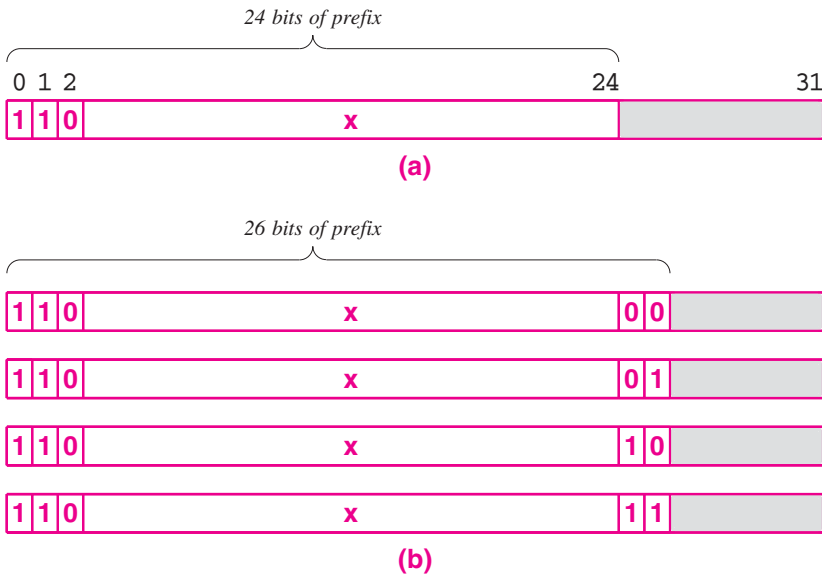 24 bits of prefix
0 1 2 24 31
1 1 0 x
(a)
26 bits of prefix
1 1 0 x 0 0
1 1 0 x 0 1
1 1 0 x 1 0
1 1 0 x 1 1
(b)